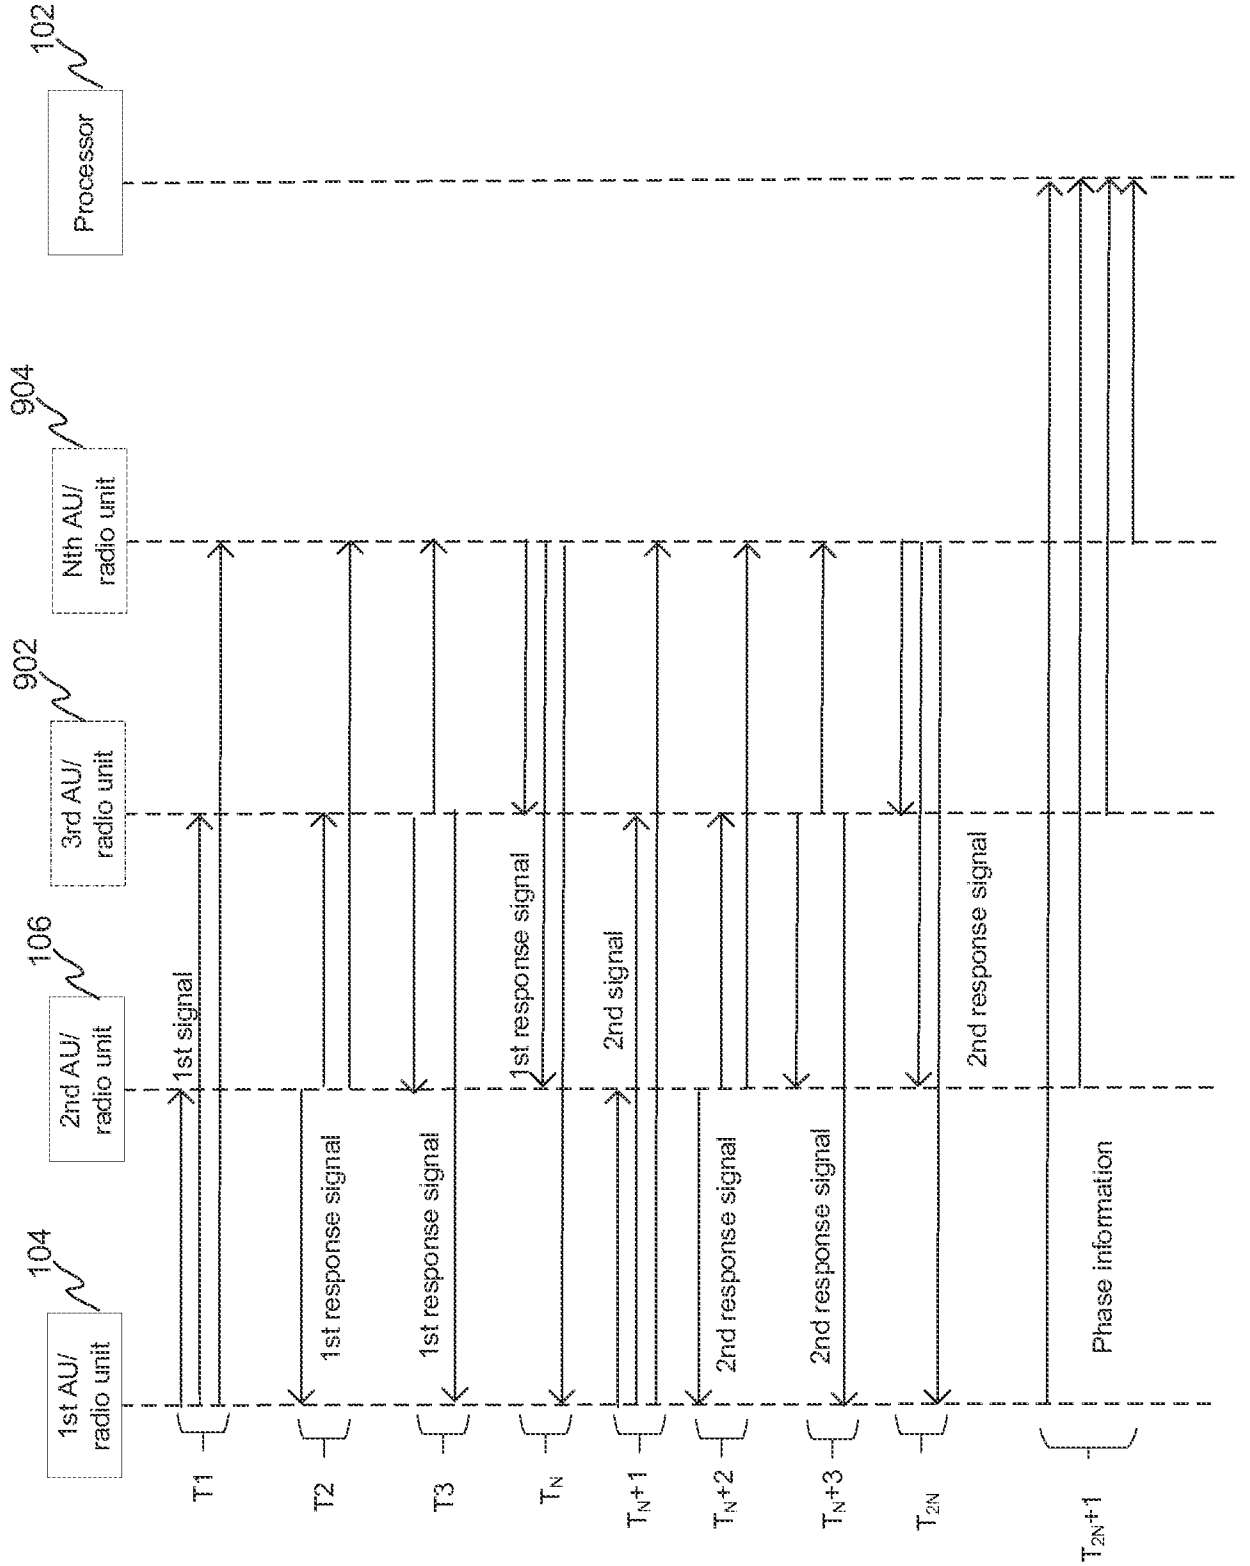 104
106
902
904
102
1st AU/
radio unit
2nd AU/
radio unit
3rd AU/
radio unit
Nth AU/
radio unit
Processor
T1
1st signal
T2
1st response signal
T3
1st response signal
TN
1st response signal
TN+1
2nd signal
TN+2
2nd response signal
TN+3
2nd response signal
T2N
2nd response signal
T2N+1
Phase information